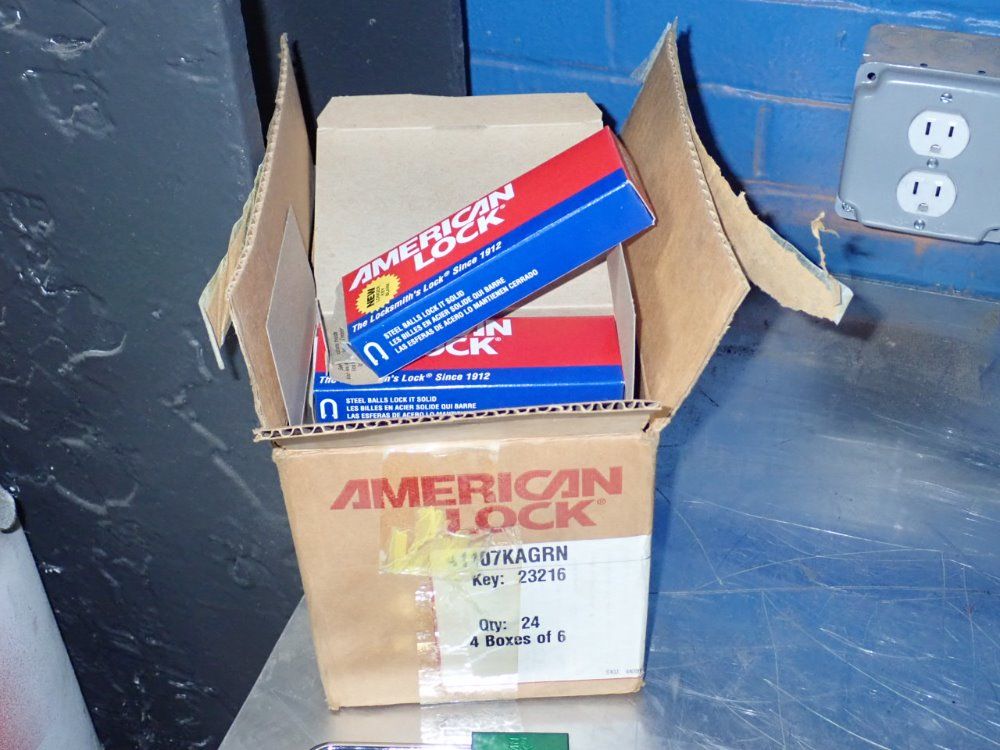 AMERICAN
LOCK®
NEW
The Locksmith's Lock® Since 1912
STEEL BALLS LOCK IT SOLID
LES BILLES EN ACIER SOLIDE QUI BARRE
LAS ESFERAS DE ACERO LO MANTIENEN CERRADO
LOCK®
Lock® Since 1912
STEEL BALLS LOCK IT SOLID
LES BILLES EN ACIER SOLIDE QUI BARRE
LAS ESFERAS DE ACERO LO
AMERICAN
LOCK®
A1107KAGRN
Key: 23216
Qty: 24
4 Boxes of 6